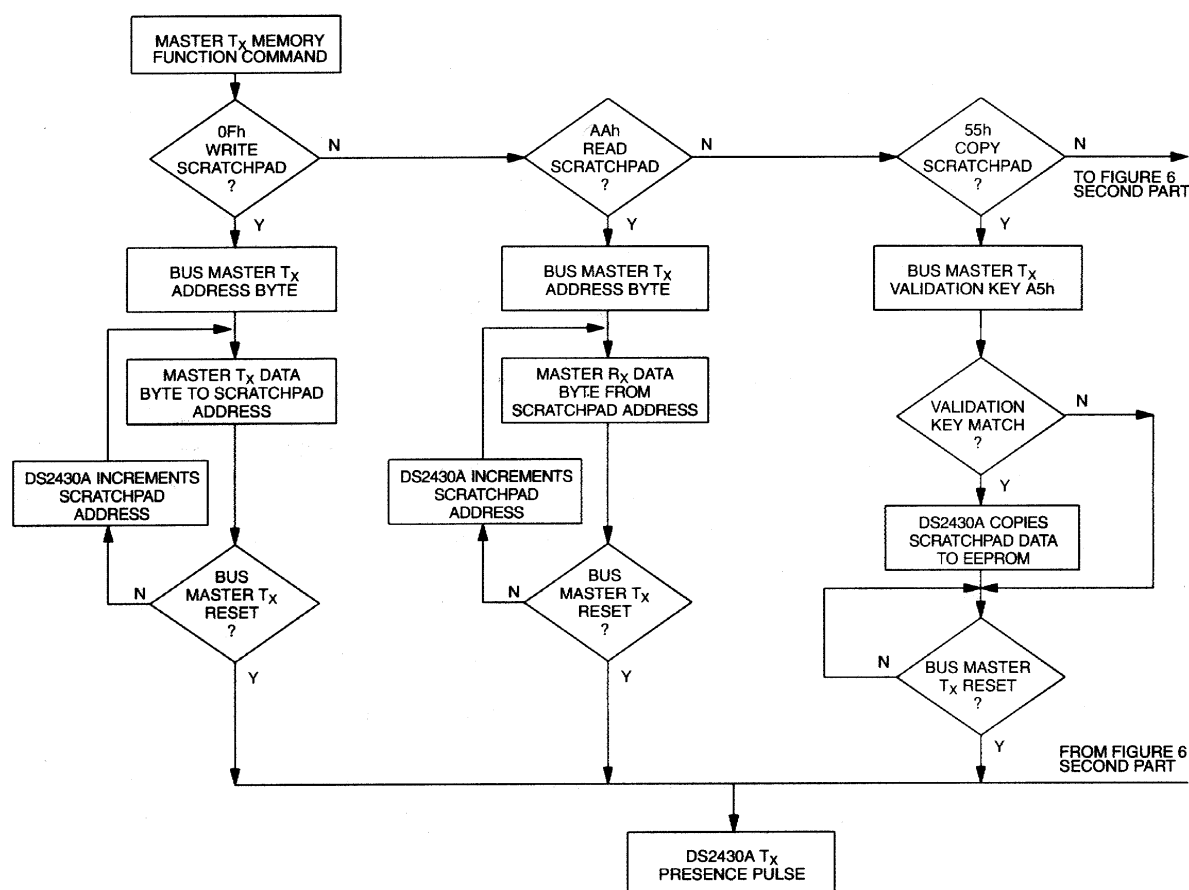 MASTER TX MEMORY
FUNCTION COMMAND
0Fh
WRITE
SCRATCHPAD
?
N
Y
AAh
READ
SCRATCHPAD
?
N
Y
55h
COPY
SCRATCHPAD
?
N
Y
TO FIGURE 6
SECOND PART
BUS MASTER TX
ADDRESS BYTE
BUS MASTER TX
ADDRESS BYTE
BUS MASTER TX
VALIDATION KEY A5h
MASTER TX DATA
BYTE TO SCRATCHPAD
ADDRESS
MASTER RX DATA
BYTE FROM
SCRATCHPAD ADDRESS
VALIDATION
KEY MATCH
?
N
Y
DS2430A INCREMENTS
SCRATCHPAD
ADDRESS
DS2430A INCREMENTS
SCRATCHPAD
ADDRESS
DS2430A COPIES
SCRATCHPAD DATA
TO EEPROM
BUS
MASTER TX
RESET
?
N
Y
BUS
MASTER TX
RESET
?
N
Y
BUS MASTER
TX RESET
?
N
Y
FROM FIGURE 6
SECOND PART
DS2430A TX
PRESENCE PULSE